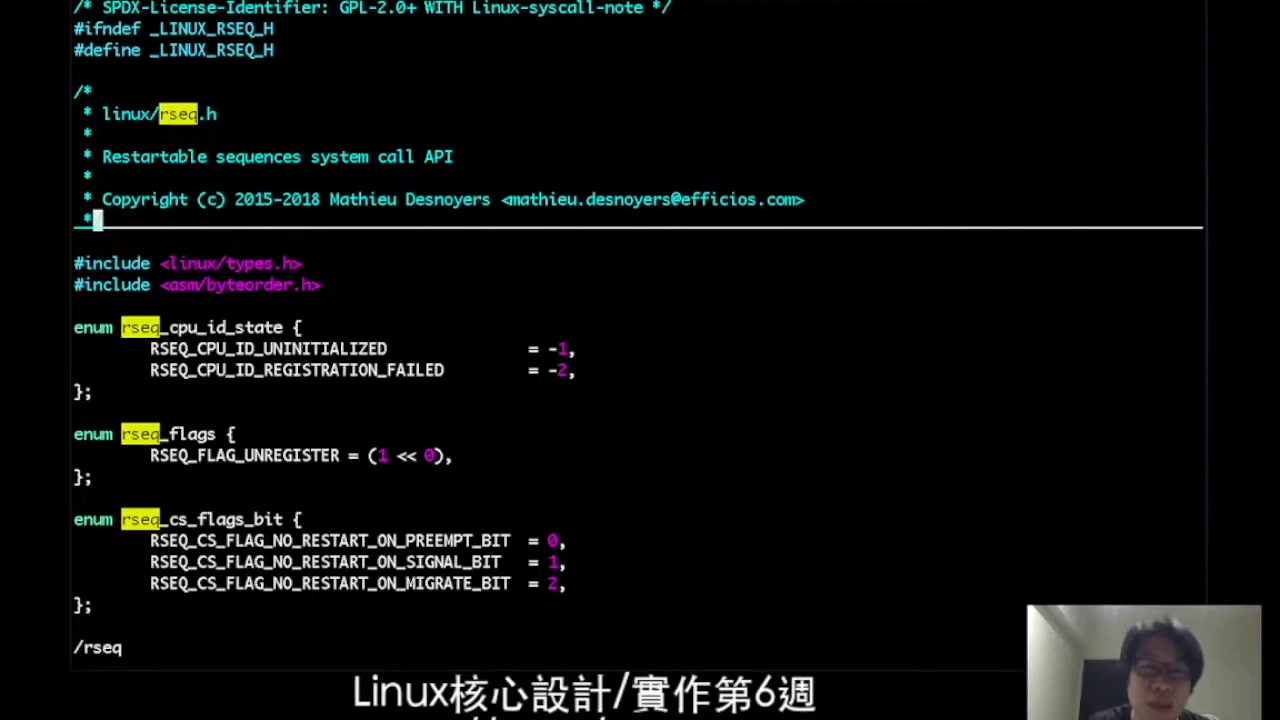 /* SPDX-License-Identifier: GPL-2.0+ WITH Linux-syscall-note */
#ifndef _LINUX_RSEQ_H
#define _LINUX_RSEQ_H
/*
* linux/rseq.h
*
* Restartable sequences system call API
*
* Copyright (c) 2015-2018 Mathieu Desnoyers <mathieu.desnoyers@efficios.com>
*
#include <linux/types.h>
#include <asm/byteorder.h>
enum rseq_cpu_id_state {
RSEQ_CPU_ID_UNINITIALIZED = -1,
RSEQ_CPU_ID_REGISTRATION_FAILED = -2,
};
enum rseq_flags {
RSEQ_FLAG_UNREGISTER = (1 << 0),
};
enum rseq_cs_flags_bit {
RSEQ_CS_FLAG_NO_RESTART_ON_PREEMPT_BIT = 0,
RSEQ_CS_FLAG_NO_RESTART_ON_SIGNAL_BIT = 1,
RSEQ_CS_FLAG_NO_RESTART_ON_MIGRATE_BIT = 2,
};
/rseq
Linux核心設計/實作第6週